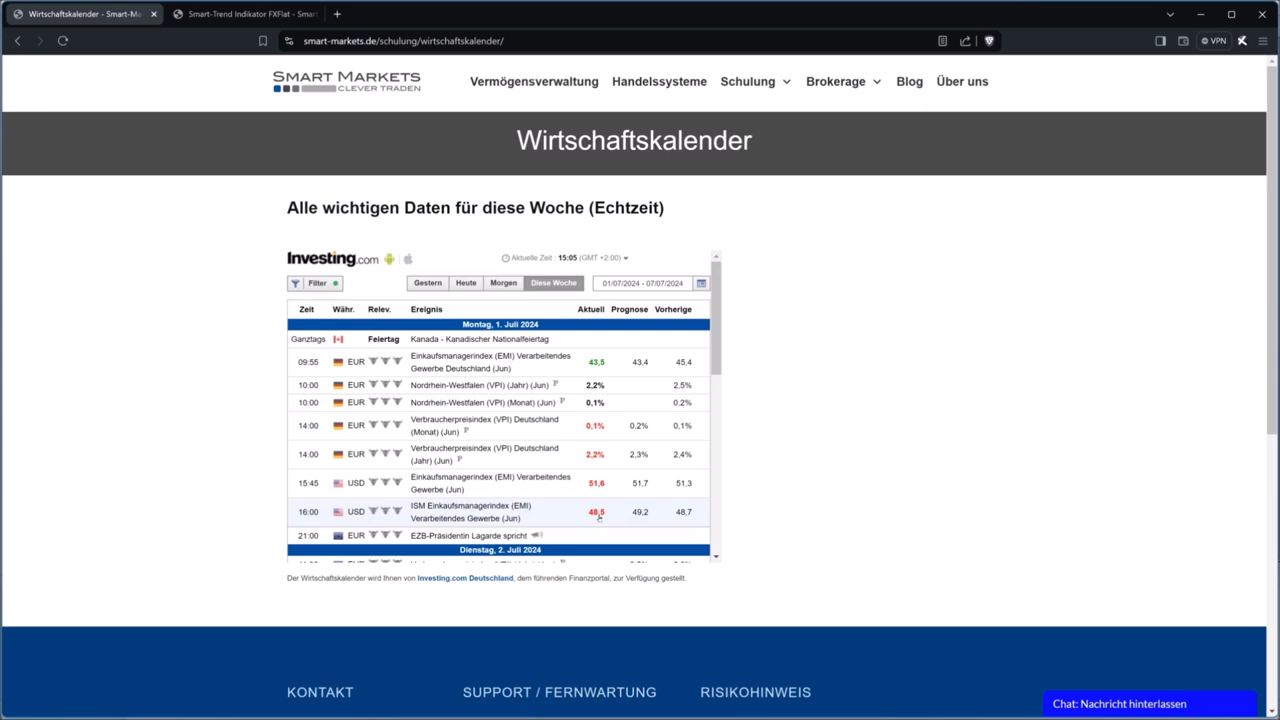 Wirtschaftskalender - Smart-Ma
Smart-Trend Indikator FXFlat - Smart
smart-markets.de/schulung/wirtschaftskalender/
VPN
SMART MARKETS
CLEVER TRADEN
Vermögensverwaltung Handelssysteme Schulung Brokerage Blog Über uns
Wirtschaftskalender
Alle wichtigen Daten für diese Woche (Echtzeit)
Investing.com
Aktuelle Zeit : 15:05 (GMT +2:00)
Filter
Gestern Heute Morgen Diese Woche
01/07/2024 - 07/07/2024
Zeit Währ. Relev. Ereignis Aktuell Prognose Vorherige
Montag, 1. Juli 2024
Ganztags Feiertag Kanada - Kanadischer Nationalfeiertag
09:55 EUR Einkaufsmanagerindex (EMI) Verarbeitendes
Gewerbe Deutschland (Jun) 43,5 43,4 45,4
10:00 EUR Nordrhein-Westfalen (VPI) (Jahr) (Jun) P 2,2% 2,5%
10:00 EUR Nordrhein-Westfalen (VPI) (Monat) (Jun) P 0,1% 0,2%
14:00 EUR Verbraucherpreisindex (VPI) Deutschland
(Monat) (Jun) P 0,1% 0,2% 0,1%
14:00 EUR Verbraucherpreisindex (VPI) Deutschland
(Jahr) (Jun) P 2,2% 2,3% 2,4%
15:45 USD Einkaufsmanagerindex (EMI) Verarbeitendes
Gewerbe (Jun) 51,6 51,7 51,3
16:00 USD ISM Einkaufsmanagerindex (EMI)
Verarbeitendes Gewerbe (Jun) 48,5 49,2 48,7
21:00 EUR EZB-Präsidentin Lagarde spricht
Dienstag, 2. Juli 2024
Der Wirtschaftskalender wird Ihnen von Investing.com Deutschland, dem führenden Finanzportal, zur Verfügung gestellt.
KONTAKT SUPPORT / FERNWARTUNG RISIKOHINWEIS
Chat: Nachricht hinterlassen